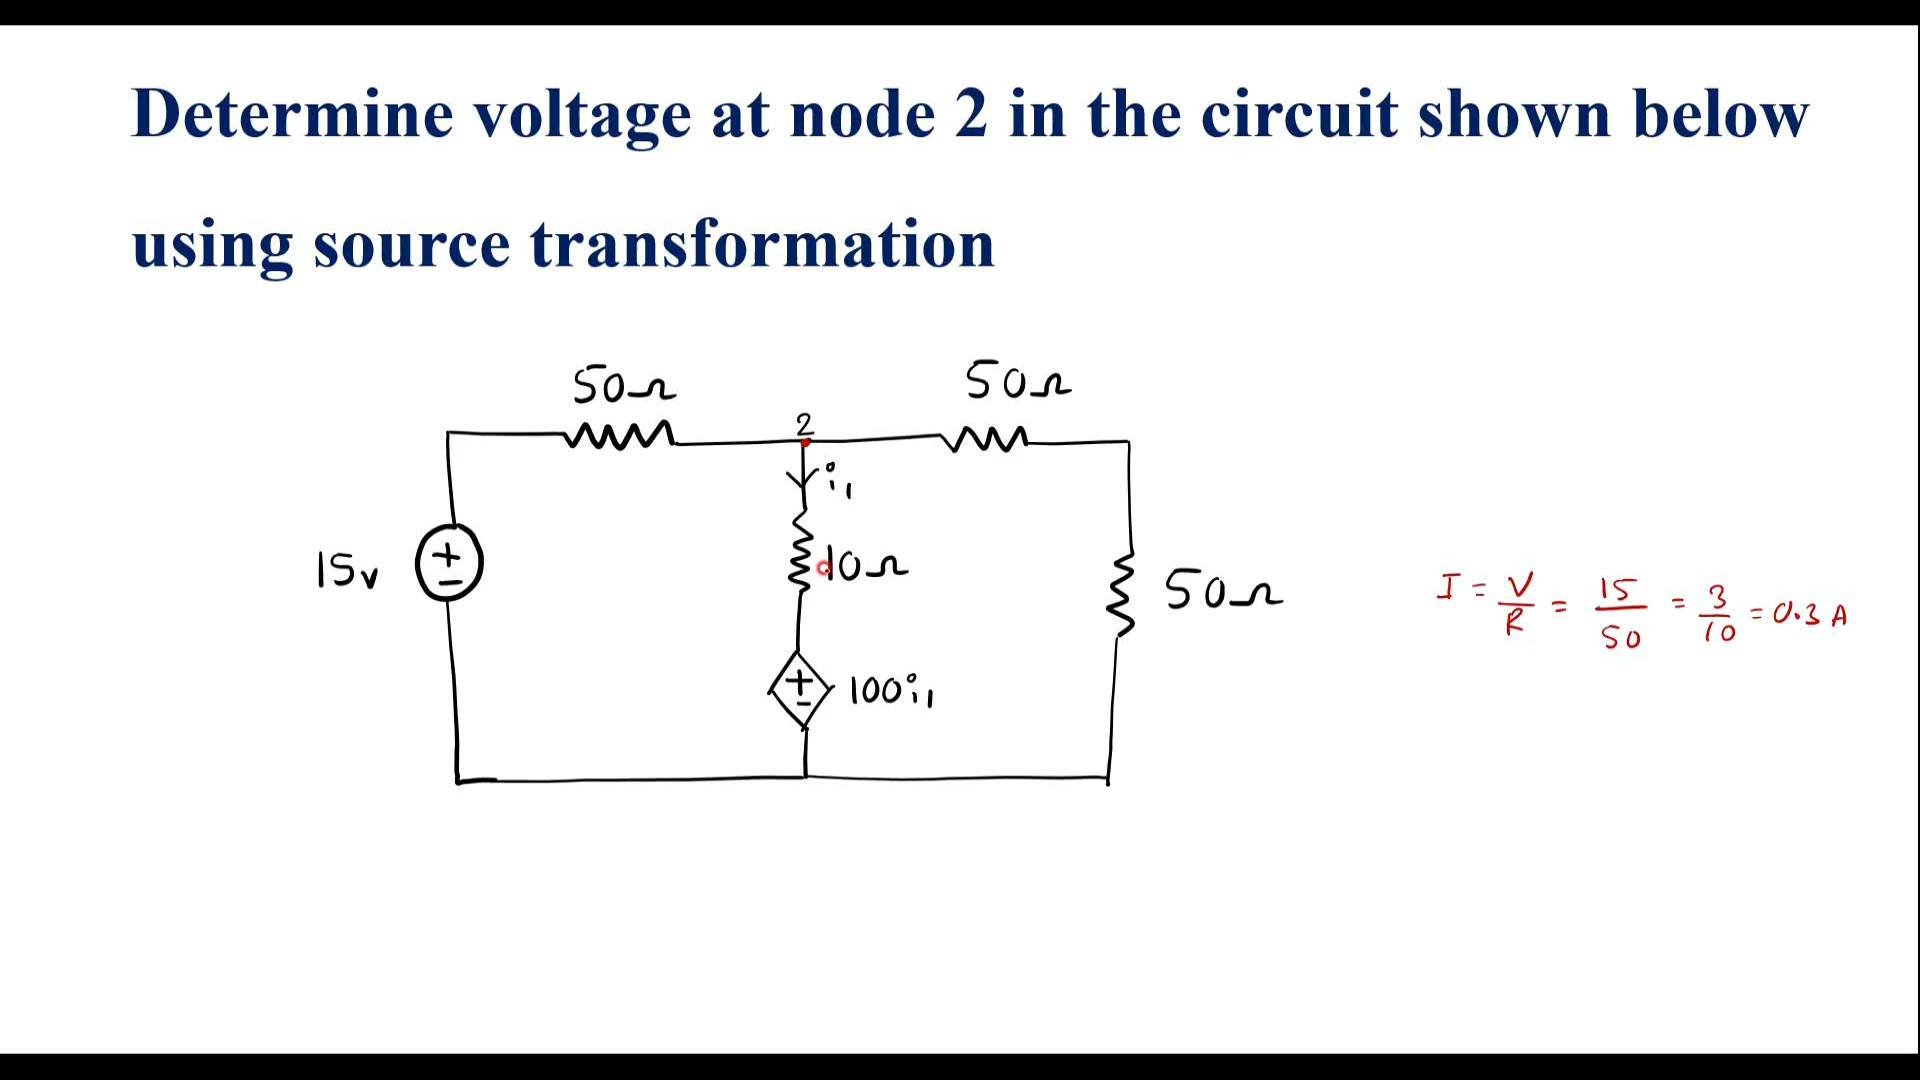 Determine voltage at node 2 in the circuit shown below
using source transformation
50Ω
50Ω
2
i₁
15v
+
−
10Ω
50Ω
I = V/R = 15/50 = 3/10 = 0.3 A
+
−
100i₁